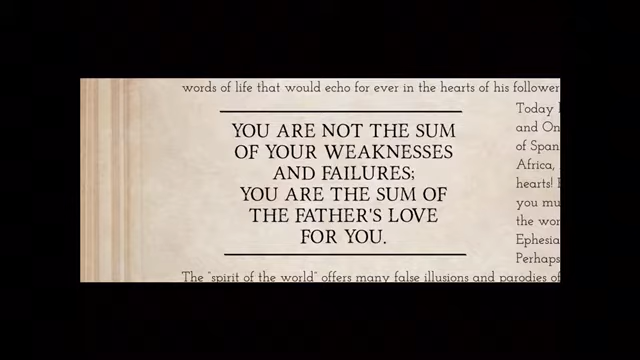 words of life that would echo for ever in the hearts of his follower
YOU ARE NOT THE SUM
OF YOUR WEAKNESSES
AND FAILURES;
YOU ARE THE SUM OF
THE FATHER'S LOVE
FOR YOU.
Today
and On
of Span
Africa,
hearts!
you mu
the wor
Ephesia
Perhaps
The "spirit of the world" offers many false illusions and parodies of